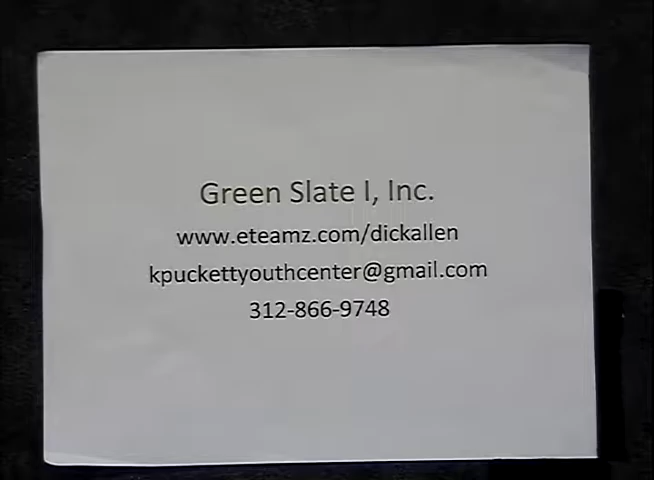 Green Slate I, Inc.
www.eteamz.com/dickallen
kpuckettyouthcenter@gmail.com
312-866-9748